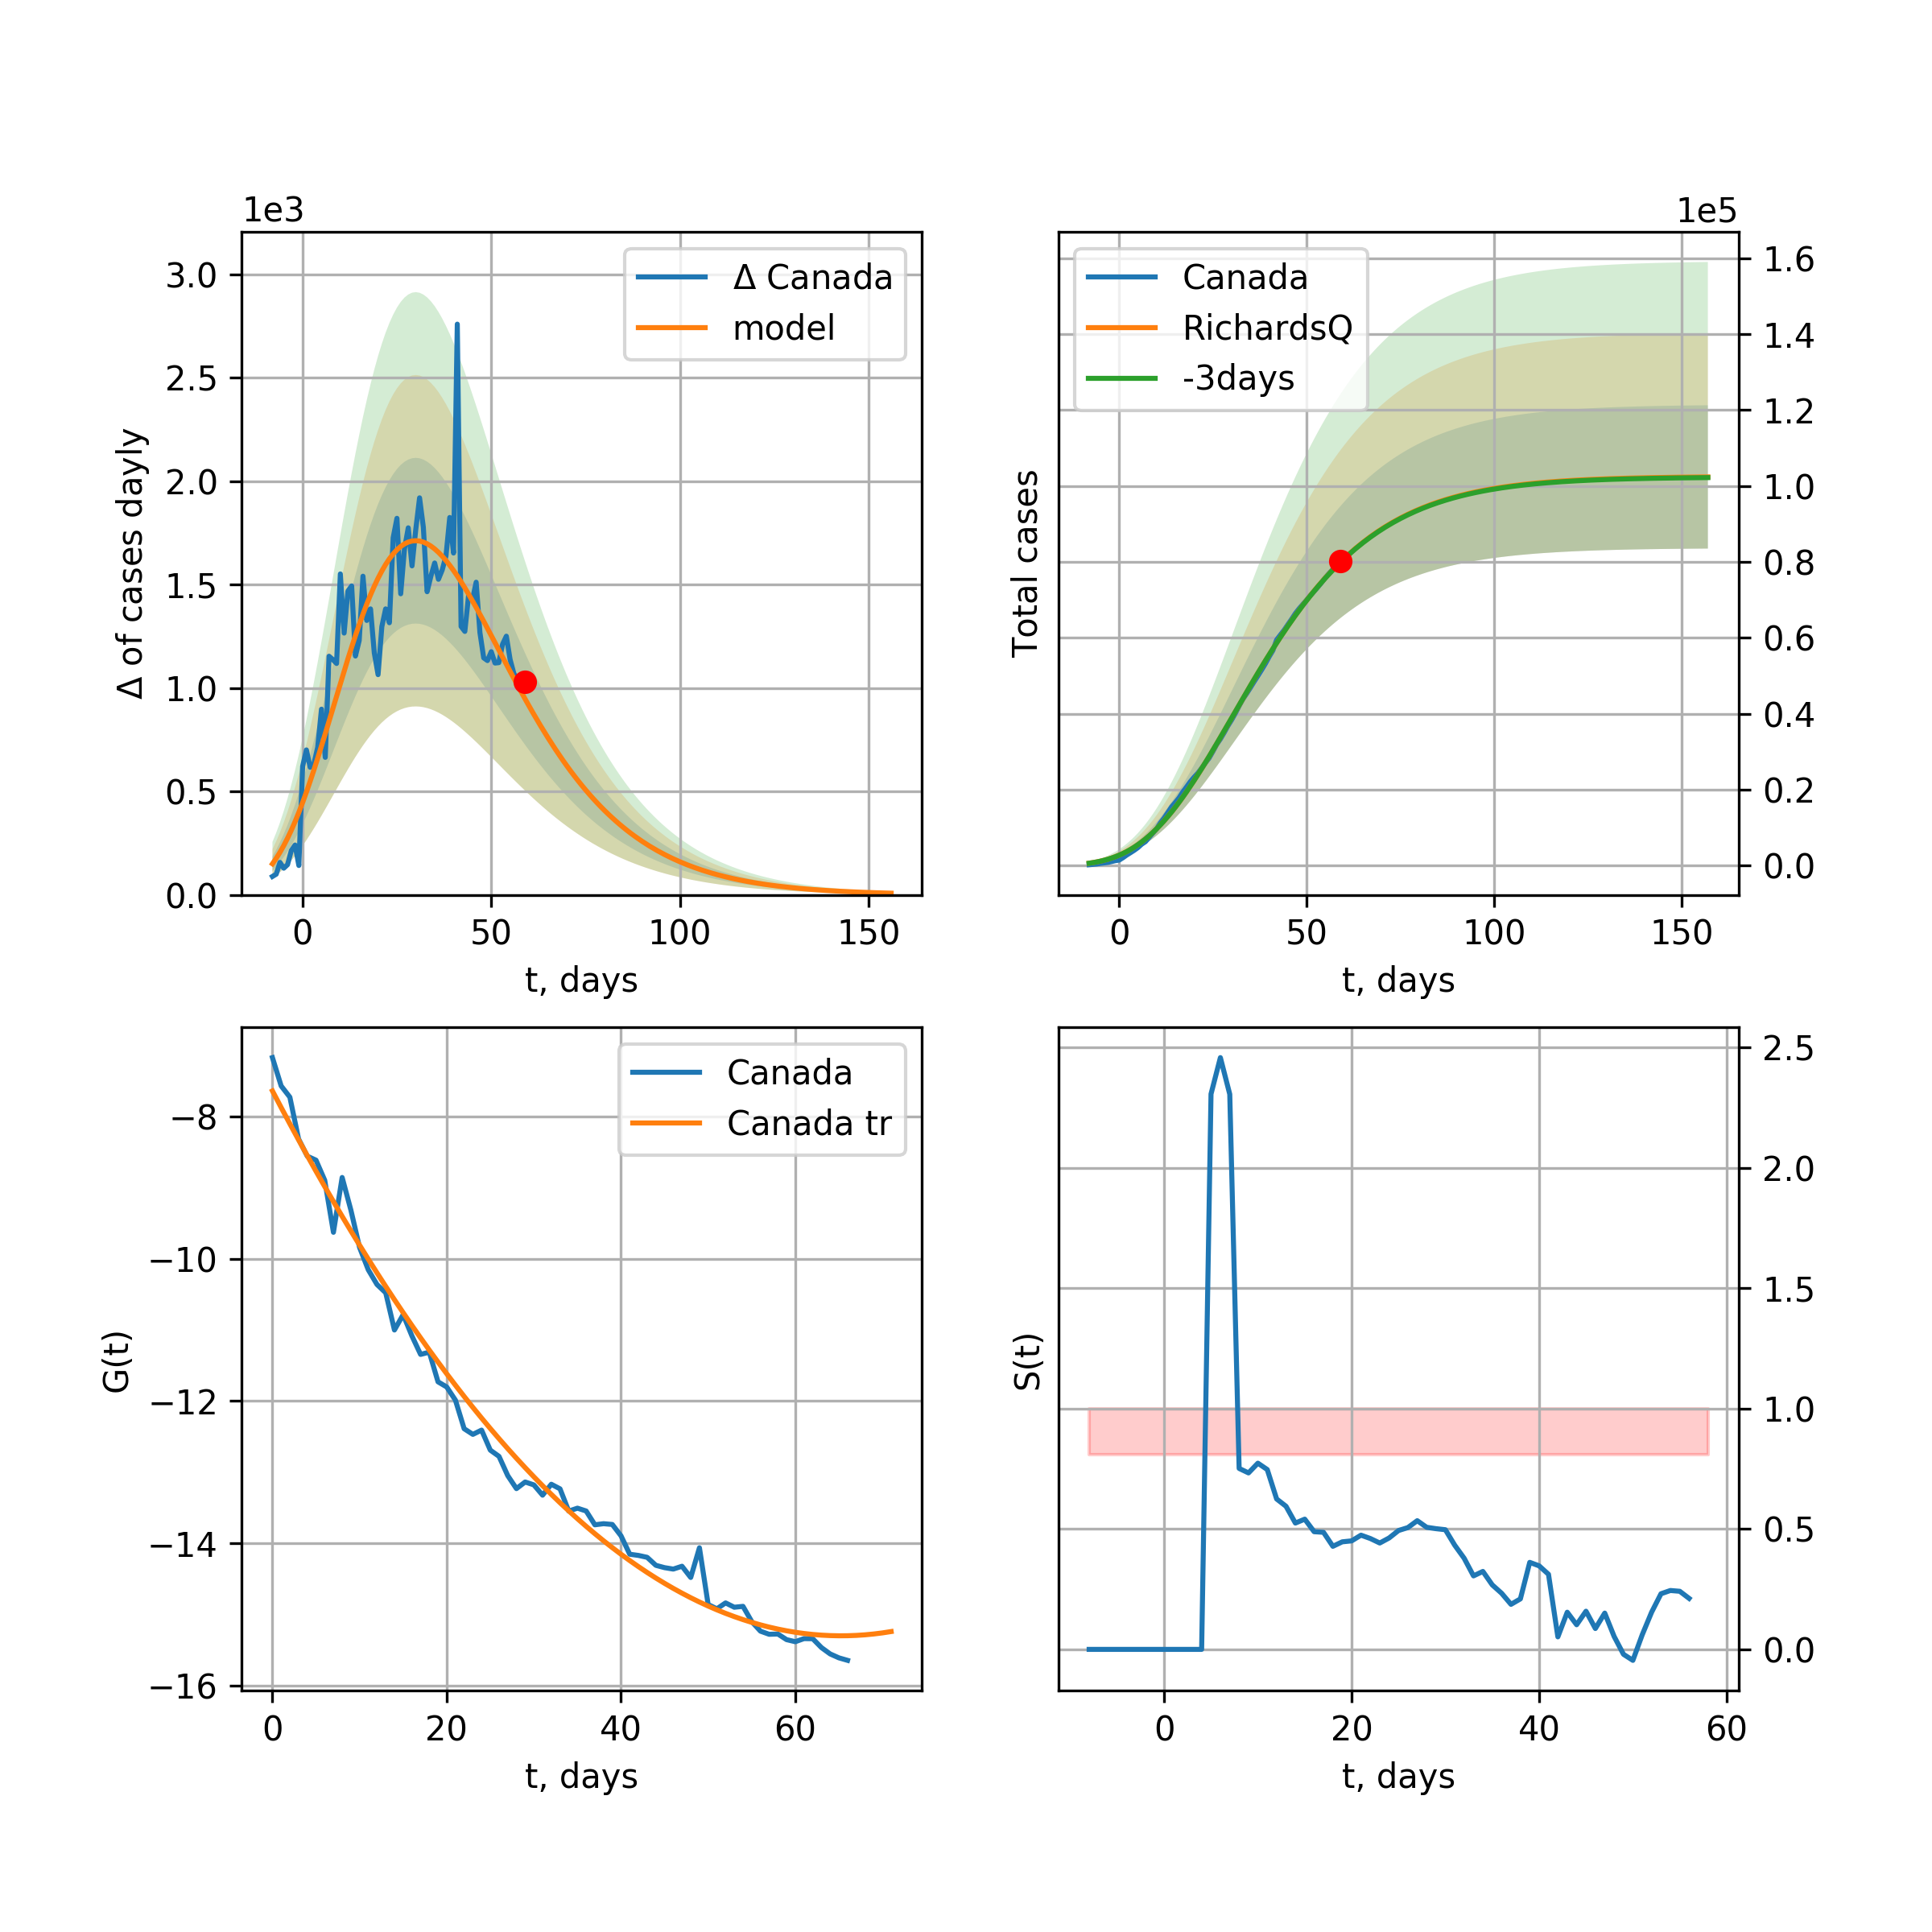 1e3
3.0
2.5
2.0
1.5
1.0
0.5
0.0
Δ of cases dayly
Δ Canada
model
0 50 100 150
t, days
1e5
1.6
1.4
1.2
1.0
0.8
0.6
0.4
0.2
0.0
Total cases
Canada
RichardsQ
-3days
0 50 100 150
t, days
−8
−10
−12
−14
−16
G(t)
Canada
Canada tr
0 20 40 60
t, days
2.5
2.0
1.5
1.0
0.5
0.0
S(t)
0 20 40 60
t, days